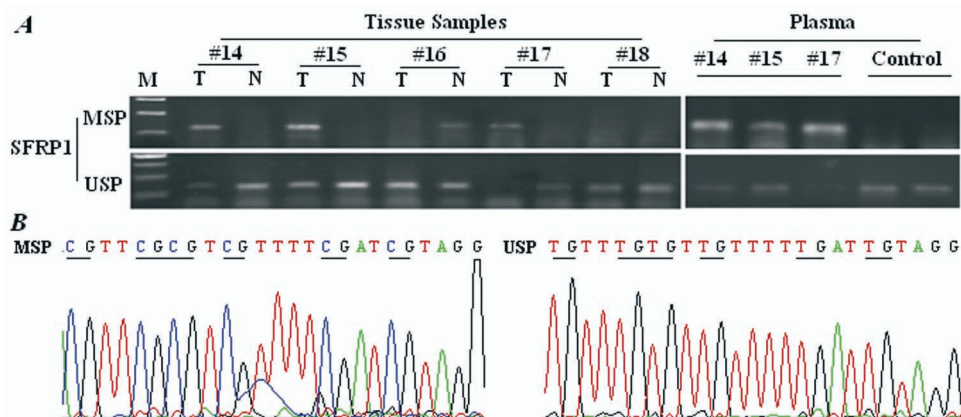 A Tissue Samples Plasma
#14 #15 #16 #17 #18 #14 #15 #17 Control
M T N T N T N T N T N
MSP
SFRP1
USP
B
MSP C G T T C G C G T C G T T T T C G A T C G T A G G
USP T G T T T G T G T T G T T T T T G A T T G T A G G